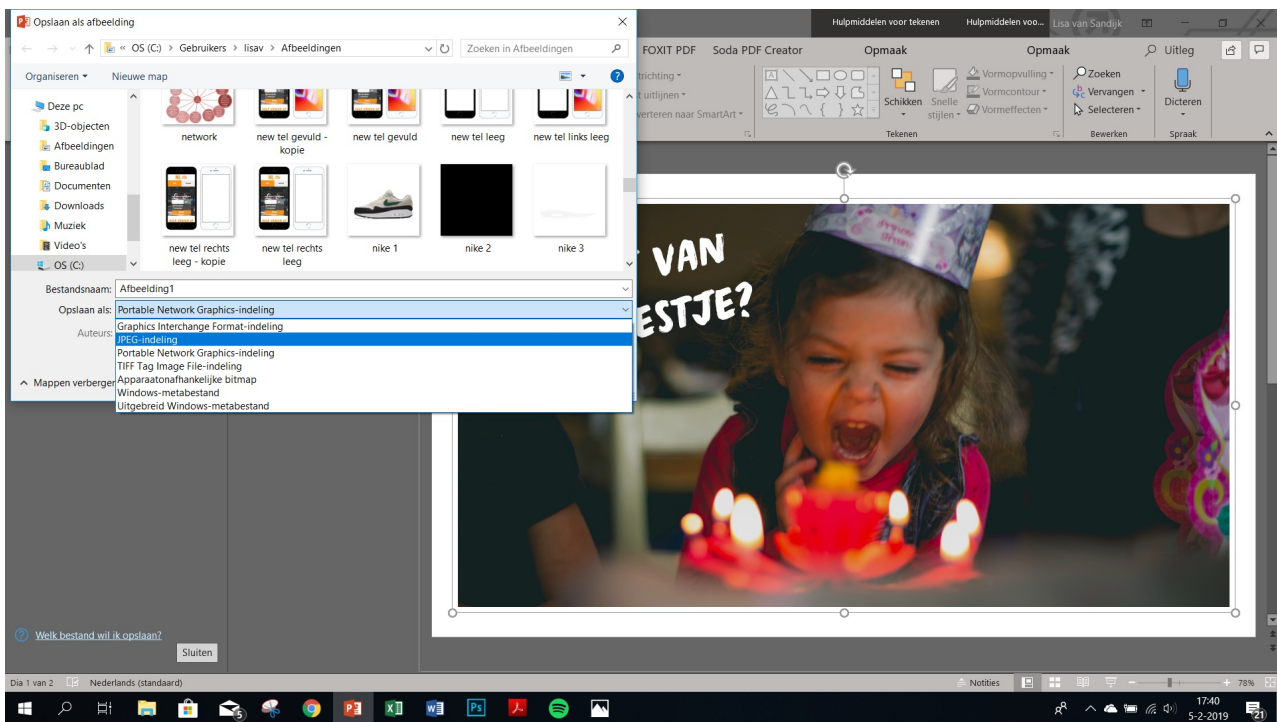 Opslaan als afbeelding
Hulpmiddelen voor tekenen
Hulpmiddelen voo...
Lisa van Sandijk
« OS (C:) > Gebruikers > lisav > Afbeeldingen
Zoeken in Afbeeldingen
FOXIT PDF
Soda PDF Creator
Opmaak
Opmaak
Uitleg
Organiseren
Nieuwe map
Deze pc
3D-objecten
Afbeeldingen
Bureaublad
Documenten
Downloads
Muziek
Video's
OS (C:)
network
new tel gevuld - kopie
new tel gevuld
new tel leeg
new tel links leeg
new tel rechts leeg - kopie
new tel rechts leeg
nike 1
nike 2
nike 3
trichting
t uitlijnen
verteren naar SmartArt
Schikken
Snelle stijlen
Vormopvulling
Vormcontour
Vormeffecten
Tekenen
Zoeken
Vervangen
Selecteren
Bewerken
Dicteren
Spraak
Bestandsnaam:
Afbeelding1
Opslaan als:
Portable Network Graphics-indeling
Auteurs:
Graphics Interchange Format-indeling
JPEG-indeling
Portable Network Graphics-indeling
TIFF Tag Image File-indeling
Apparaatonafhankelijke bitmap
Windows-metabestand
Uitgebreid Windows-metabestand
Mappen verberger
VAN
ESTJE?
Welk bestand wil ik opslaan?
Sluiten
Dia 1 van 2
Nederlands (standaard)
Notities
78%
17:40
5-2-2019
21